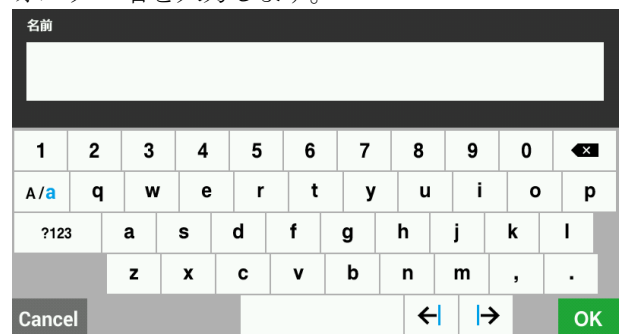 名前
1 2 3 4 5 6 7 8 9 0
A/a q w e r t y u i o p
?123 a s d f g h j k l
z x c v b n m , .
Cancel OK